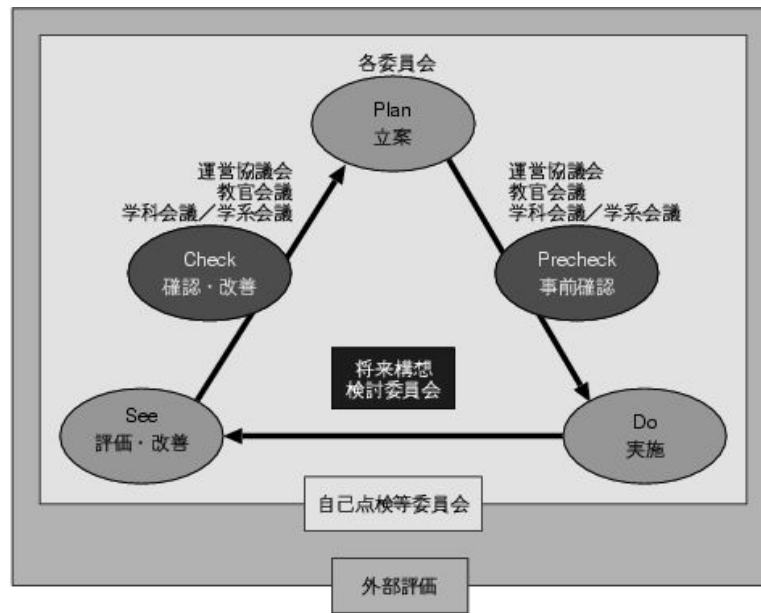 各委員会
Plan
立案
運営協議会
教官会議
学科会議／学系会議
Check
確認・改善
運営協議会
教官会議
学科会議／学系会議
Precheck
事前確認
将来構想
検討委員会
See
評価・改善
Do
実施
自己点検等委員会
外部評価